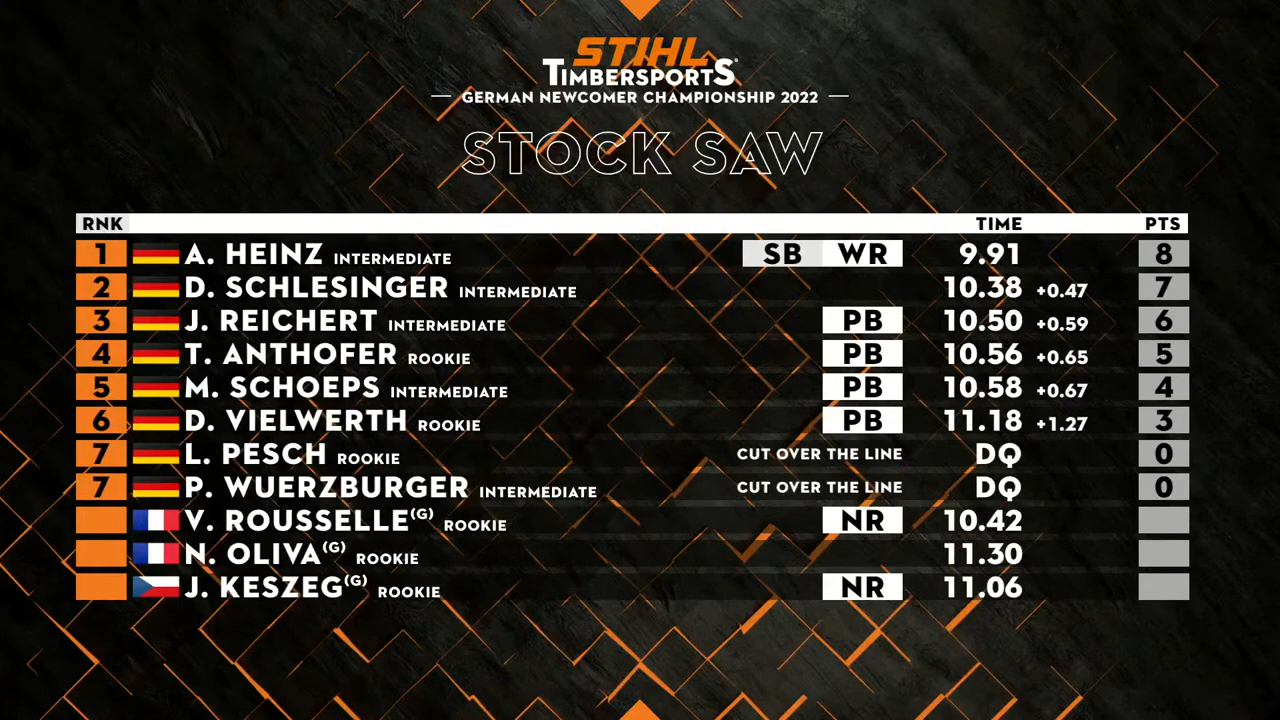 STIHL
TIMBERSPORTS®
GERMAN NEWCOMER CHAMPIONSHIP 2022
STOCK SAW
RNK TIME PTS
1 A. HEINZ INTERMEDIATE SB WR 9.91 8
2 D. SCHLESINGER INTERMEDIATE 10.38 +0.47 7
3 J. REICHERT INTERMEDIATE PB 10.50 +0.59 6
4 T. ANTHOFER ROOKIE PB 10.56 +0.65 5
5 M. SCHOEPS INTERMEDIATE PB 10.58 +0.67 4
6 D. VIELWERTH ROOKIE PB 11.18 +1.27 3
7 L. PESCH ROOKIE CUT OVER THE LINE DQ 0
7 P. WUERZBURGER INTERMEDIATE CUT OVER THE LINE DQ 0
V. ROUSSELLE(G) ROOKIE NR 10.42
N. OLIVA(G) ROOKIE 11.30
J. KESZEG(G) ROOKIE NR 11.06